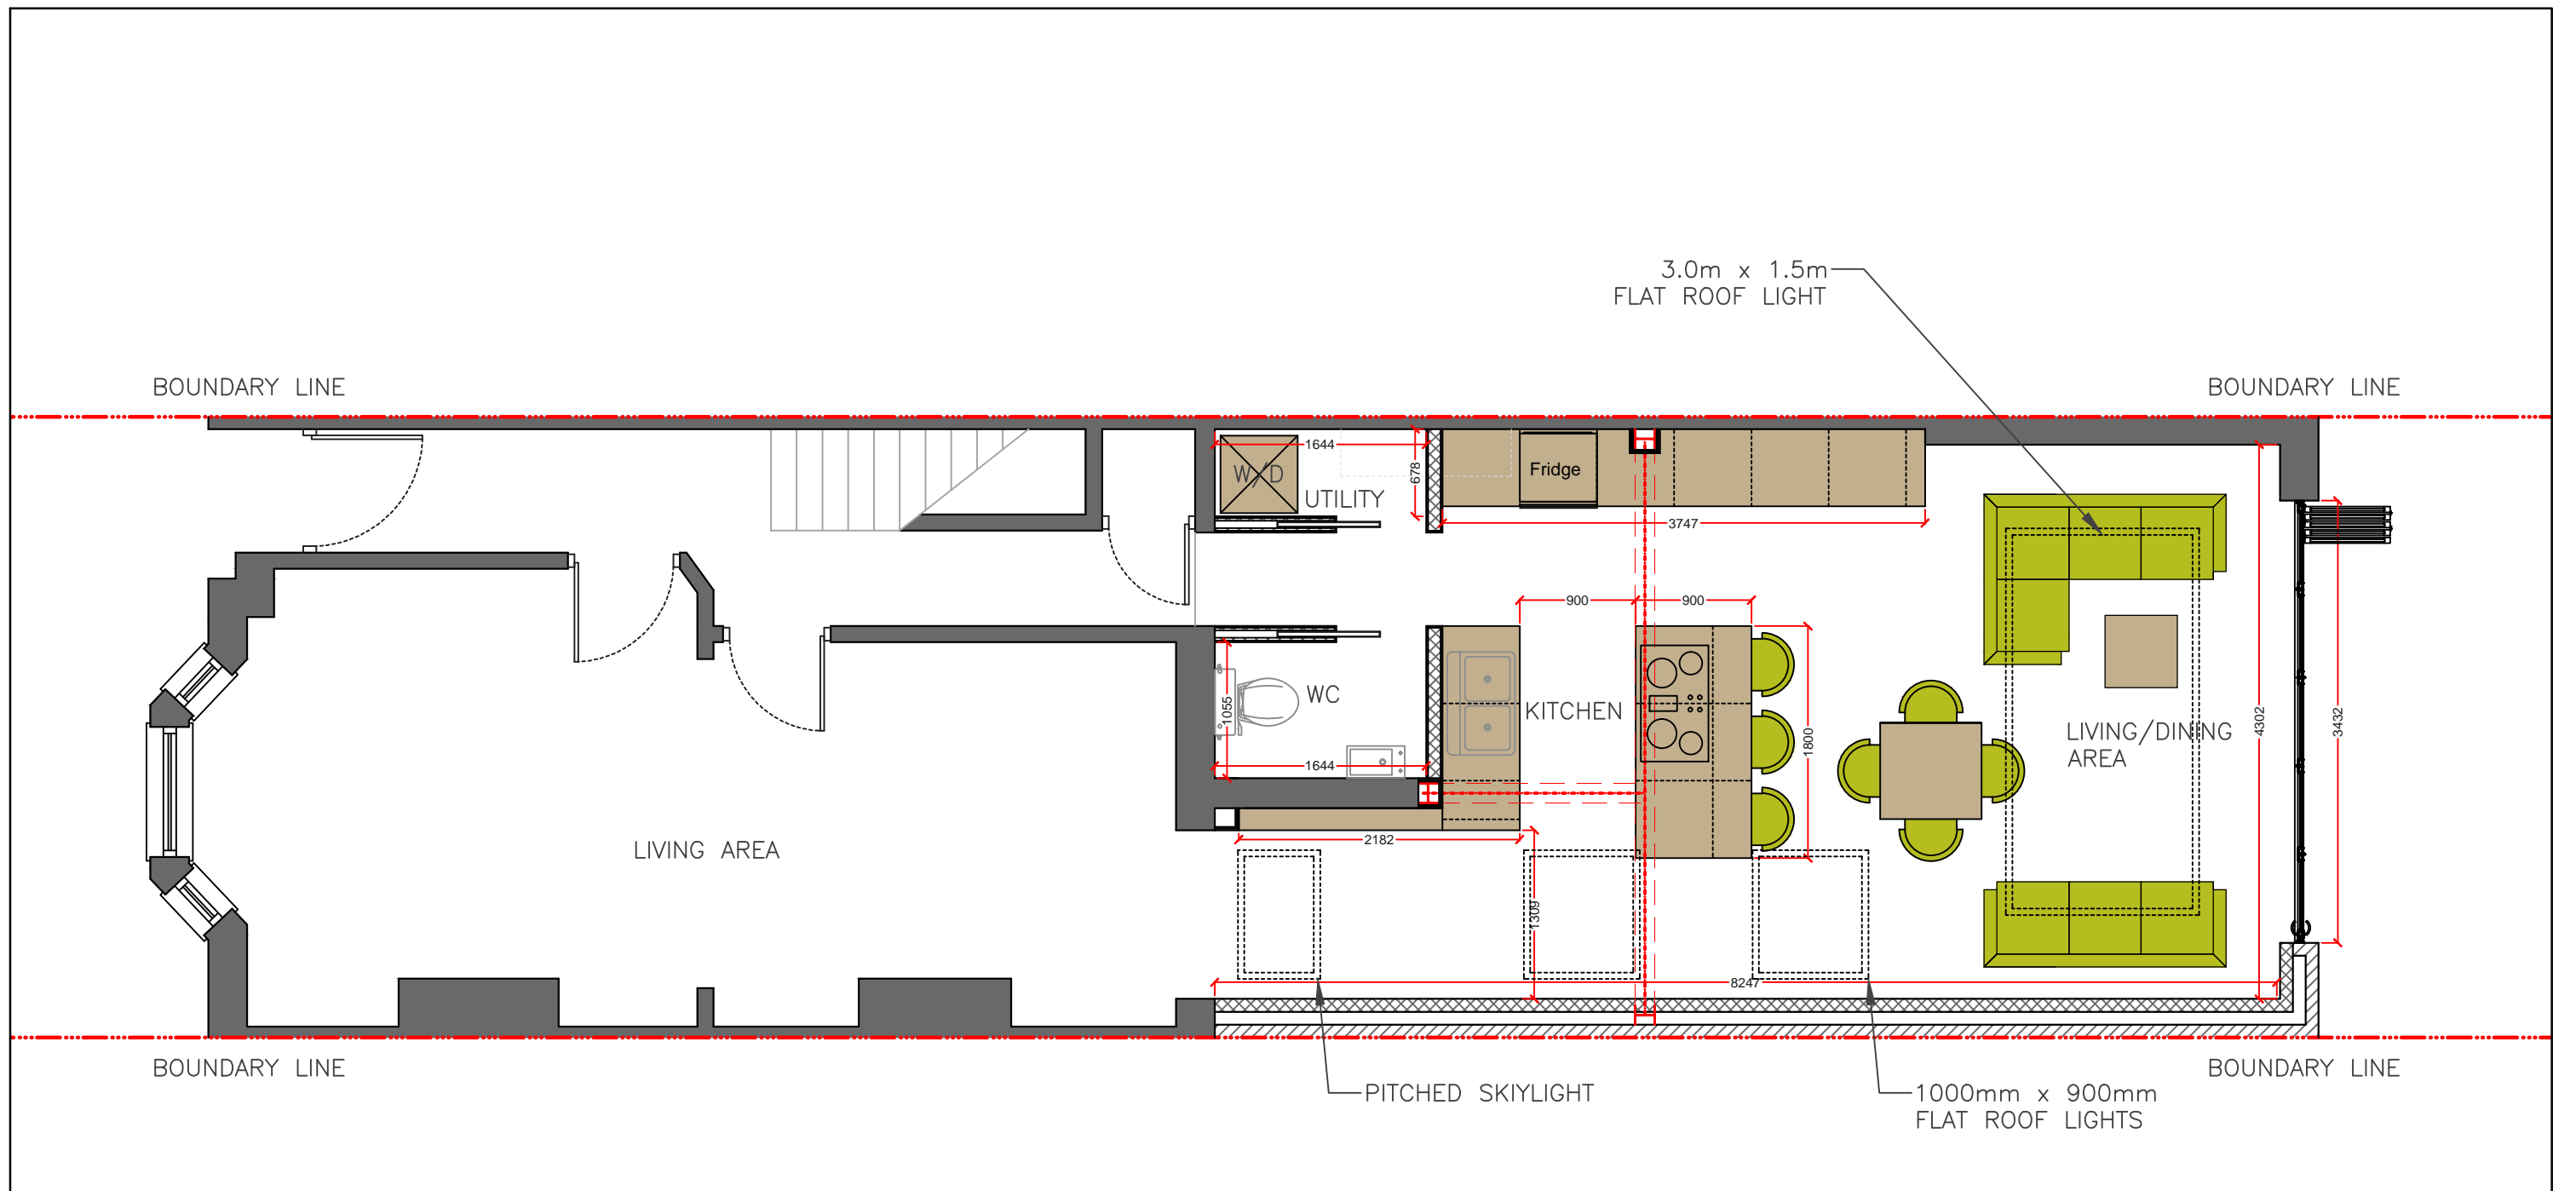 3.0m x 1.5m
FLAT ROOF LIGHT
BOUNDARY LINE
BOUNDARY LINE
1644
678
W/D
UTILITY
Fridge
3747
900
900
1055
WC
KITCHEN
1800
4302
3432
LIVING/DINING
AREA
1644
LIVING AREA
2182
1309
8247
BOUNDARY LINE
BOUNDARY LINE
PITCHED SKIYLIGHT
1000mm x 900mm
FLAT ROOF LIGHTS